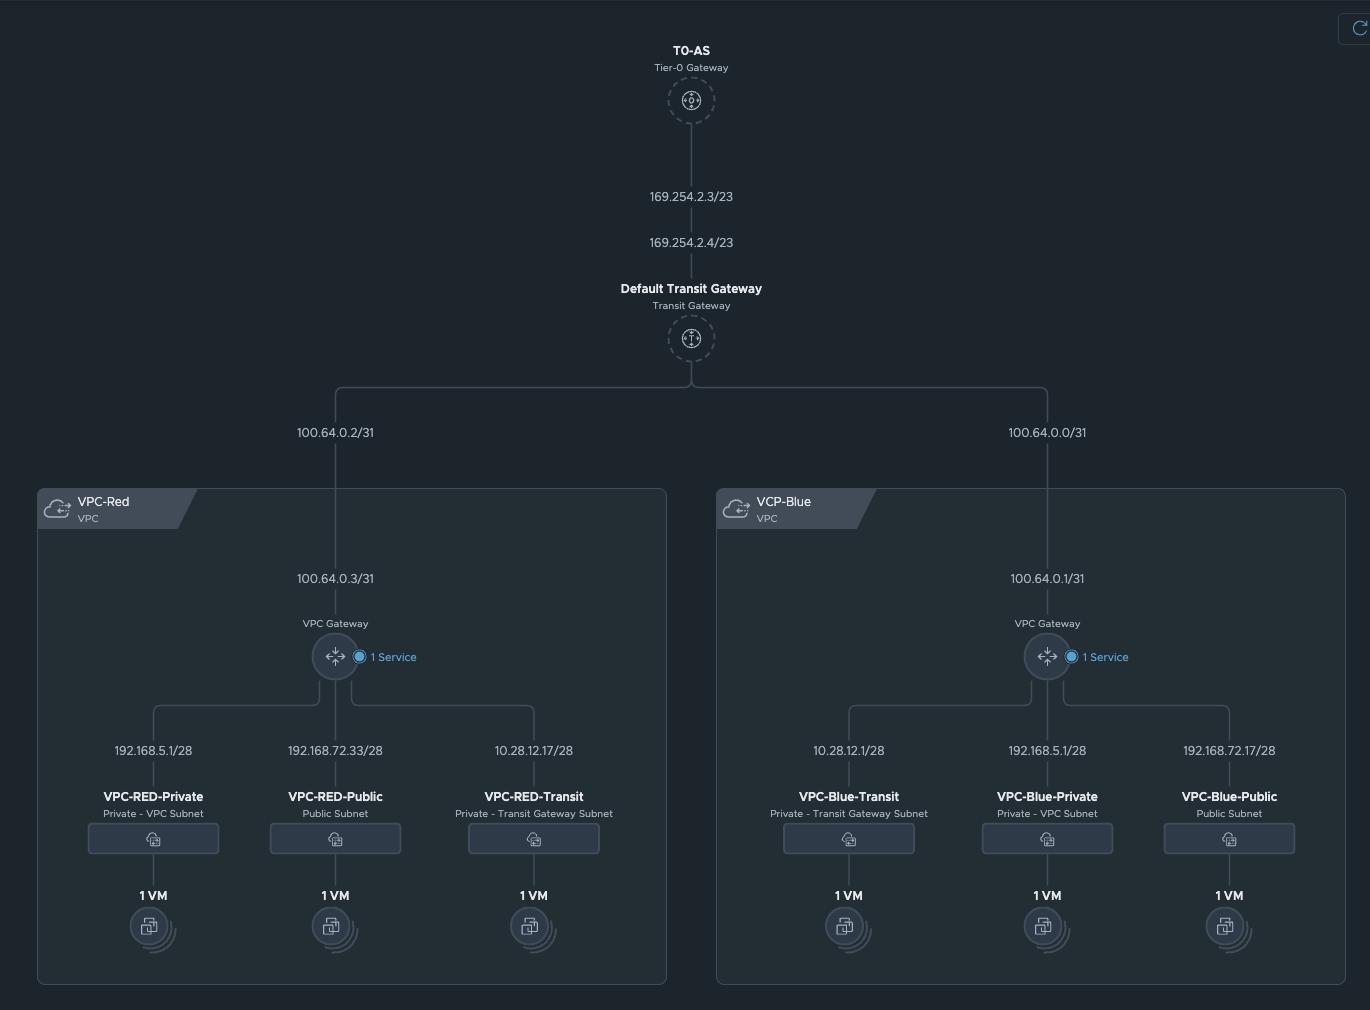 T0-AS
Tier-0 Gateway
169.254.2.3/23
169.254.2.4/23
Default Transit Gateway
Transit Gateway
100.64.0.2/31
100.64.0.0/31
VPC-Red
VPC
VCP-Blue
VPC
100.64.0.3/31
100.64.0.1/31
VPC Gateway
VPC Gateway
1 Service
1 Service
192.168.5.1/28
192.168.72.33/28
10.28.12.17/28
10.28.12.1/28
192.168.5.1/28
192.168.72.17/28
VPC-RED-Private
Private - VPC Subnet
VPC-RED-Public
Public Subnet
VPC-RED-Transit
Private - Transit Gateway Subnet
VPC-Blue-Transit
Private - Transit Gateway Subnet
VPC-Blue-Private
Private - VPC Subnet
VPC-Blue-Public
Public Subnet
1 VM
1 VM
1 VM
1 VM
1 VM
1 VM